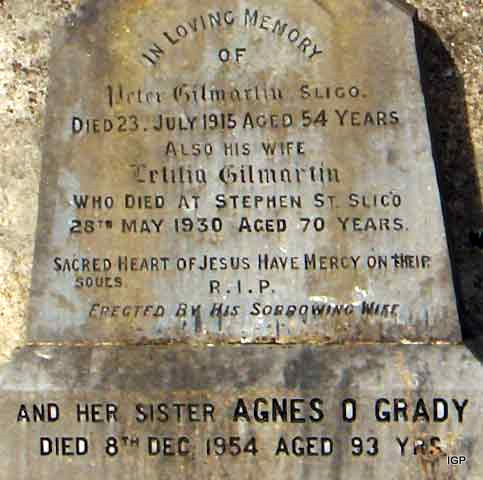 IN LOVING MEMORY
OF
Peter Gilmartin SLIGO.
DIED 23. JULY 1915 AGED 54 YEARS
ALSO HIS WIFE
Letitia Gilmartin
WHO DIED AT STEPHEN ST. SLIGO
28TH MAY 1930 AGED 70 YEARS.
SACRED HEART OF JESUS HAVE MERCY ON THEIR
SOULS.
R.I.P.
ERECTED BY HIS SORROWING WIFE
AND HER SISTER AGNES O GRADY
DIED 8TH DEC. 1954 AGED 93 YRS.
IGP